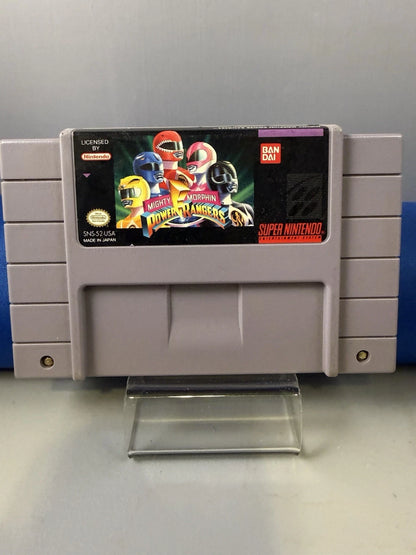 LICENSED
BY
Nintendo
BAN
DAI
MIGHTY MORPHIN
POWER RANGERS
SNS-52-USA
MADE IN JAPAN
SUPER NINTENDO
ENTERTAINMENT SYSTEM